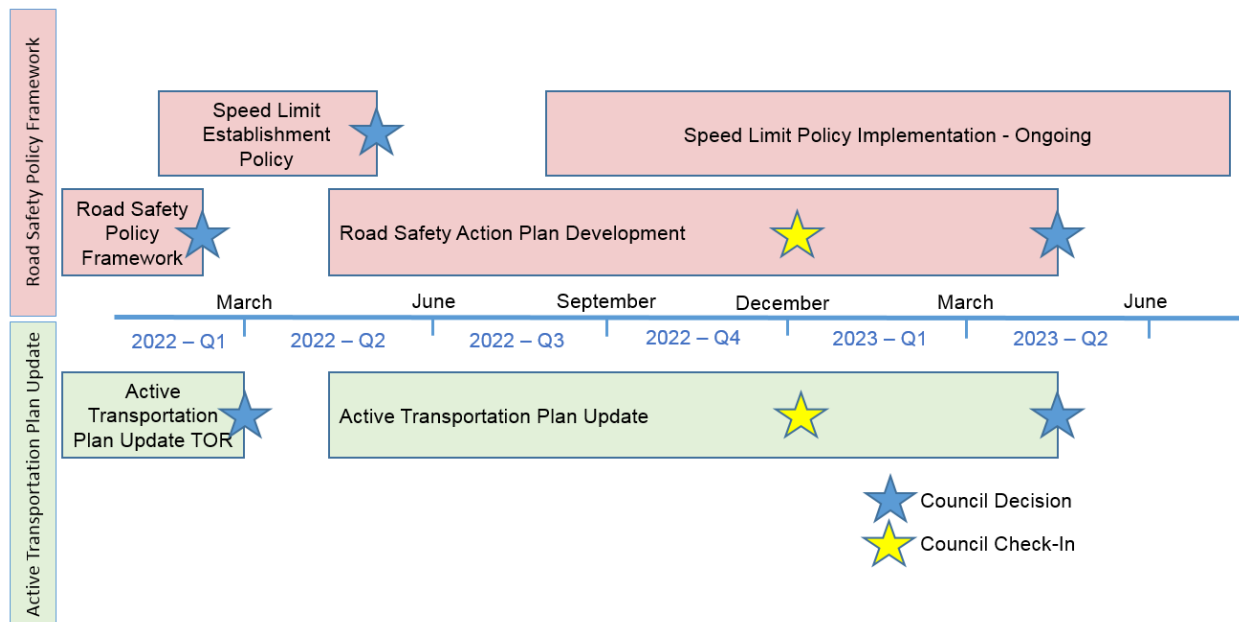 Road Safety Policy Framework
Speed Limit
Establishment
Policy
Speed Limit Policy Implementation - Ongoing
Road Safety
Policy
Framework
Road Safety Action Plan Development
March
June
September
December
March
June
2022 – Q1
2022 – Q2
2022 – Q3
2022 – Q4
2023 – Q1
2023 – Q2
Active Transportation Plan Update
Active
Transportation
Plan Update TOR
Active Transportation Plan Update
Council Decision
Council Check-In